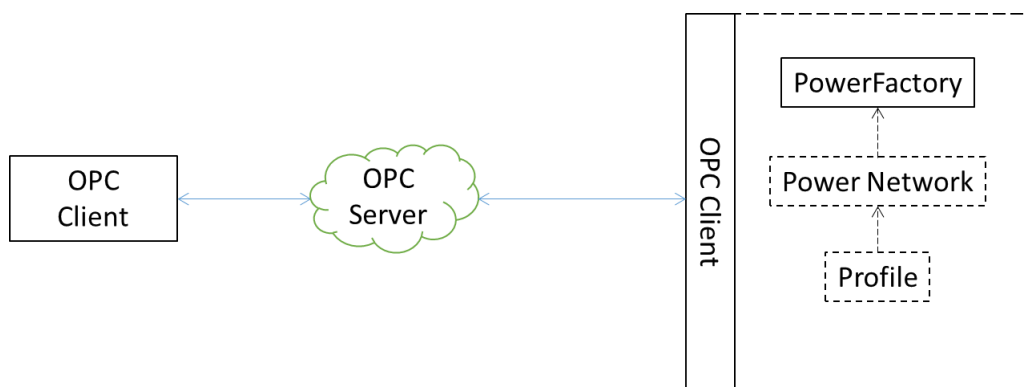 OPC
Client
OPC
Server
OPC Client
PowerFactory
Power Network
Profile